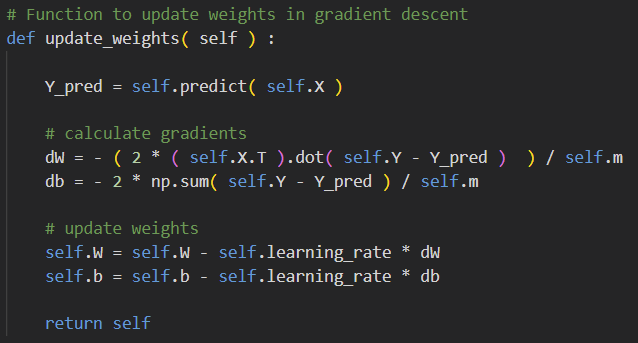 # Function to update weights in gradient descent
def update_weights( self ) :
Y_pred = self.predict( self.X )
# calculate gradients
dW = - ( 2 * ( self.X.T ).dot( self.Y - Y_pred )  ) / self.m
db = - 2 * np.sum( self.Y - Y_pred ) / self.m
# update weights
self.W = self.W - self.learning_rate * dW
self.b = self.b - self.learning_rate * db
return self